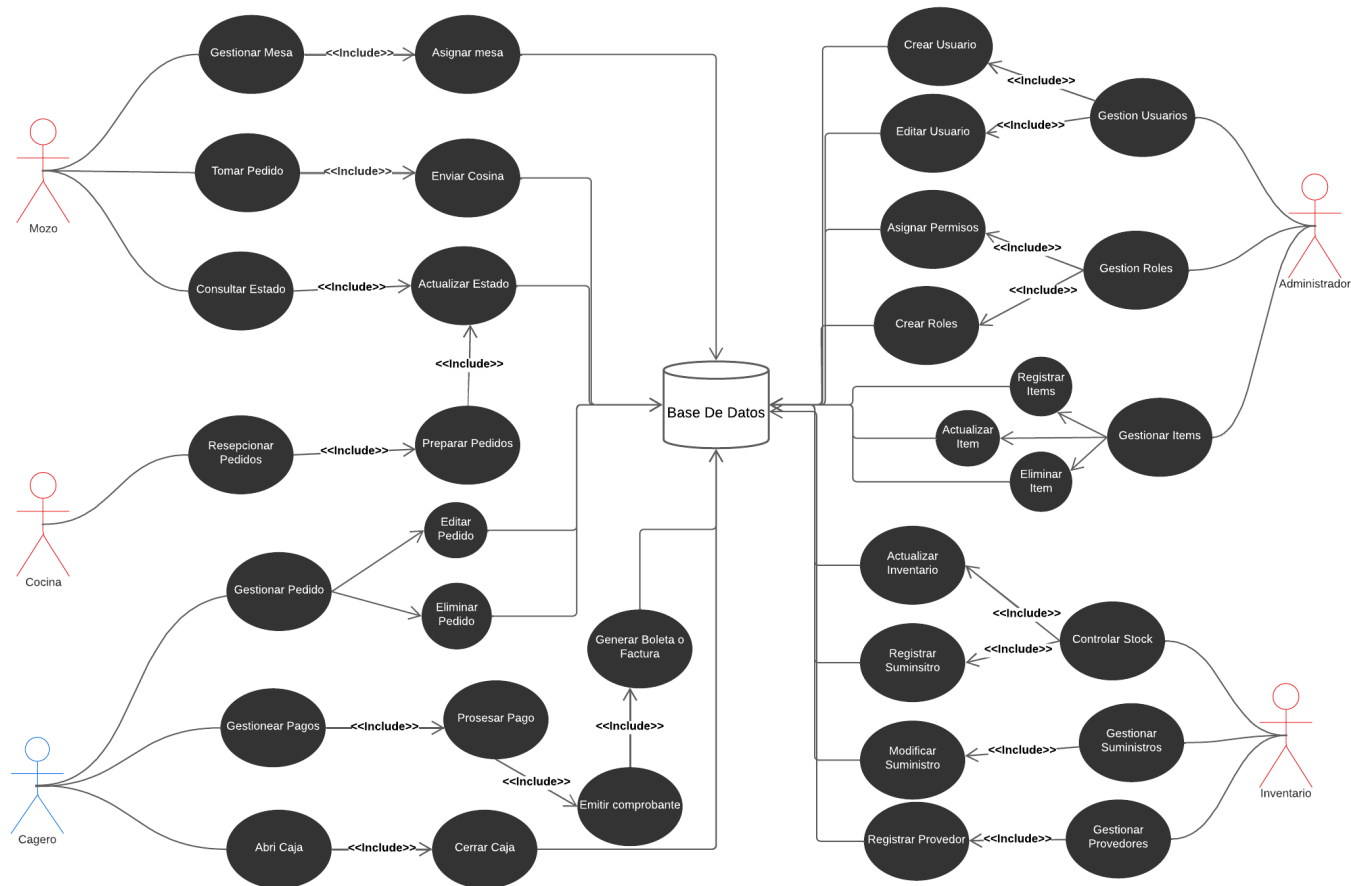 Gestionar Mesa
<<Include>>
Asignar mesa
Mozo
Tomar Pedido
<<Include>>
Enviar Cosina
Consultar Estado
<<Include>>
Actualizar Estado
<<Include>>
Cocina
Resepcionar
Pedidos
<<Include>>
Preparar Pedidos
Gestionar Pedido
Editar
Pedido
Eliminar
Pedido
Cagero
Gestionear Pagos
<<Include>>
Prosesar Pago
<<Include>>
Emitir comprobante
<<Include>>
Generar Boleta o
Factura
Abri Caja
<<Include>>
Cerrar Caja
Base De Datos
Crear Usuario
<<Include>>
Gestion Usuarios
Editar Usuario
<<Include>>
Asignar Permisos
<<Include>>
Gestion Roles
Administrador
Crear Roles
<<Include>>
Registrar
Items
Actualizar
Item
Gestionar Items
Eliminar
Item
Actualizar
Inventario
<<Include>>
Controlar Stock
Registrar
Suminsitro
<<Include>>
Modificar
Suministro
<<Include>>
Gestionar
Suministros
Inventario
Registrar Provedor
<<Include>>
Gestionar
Provedores